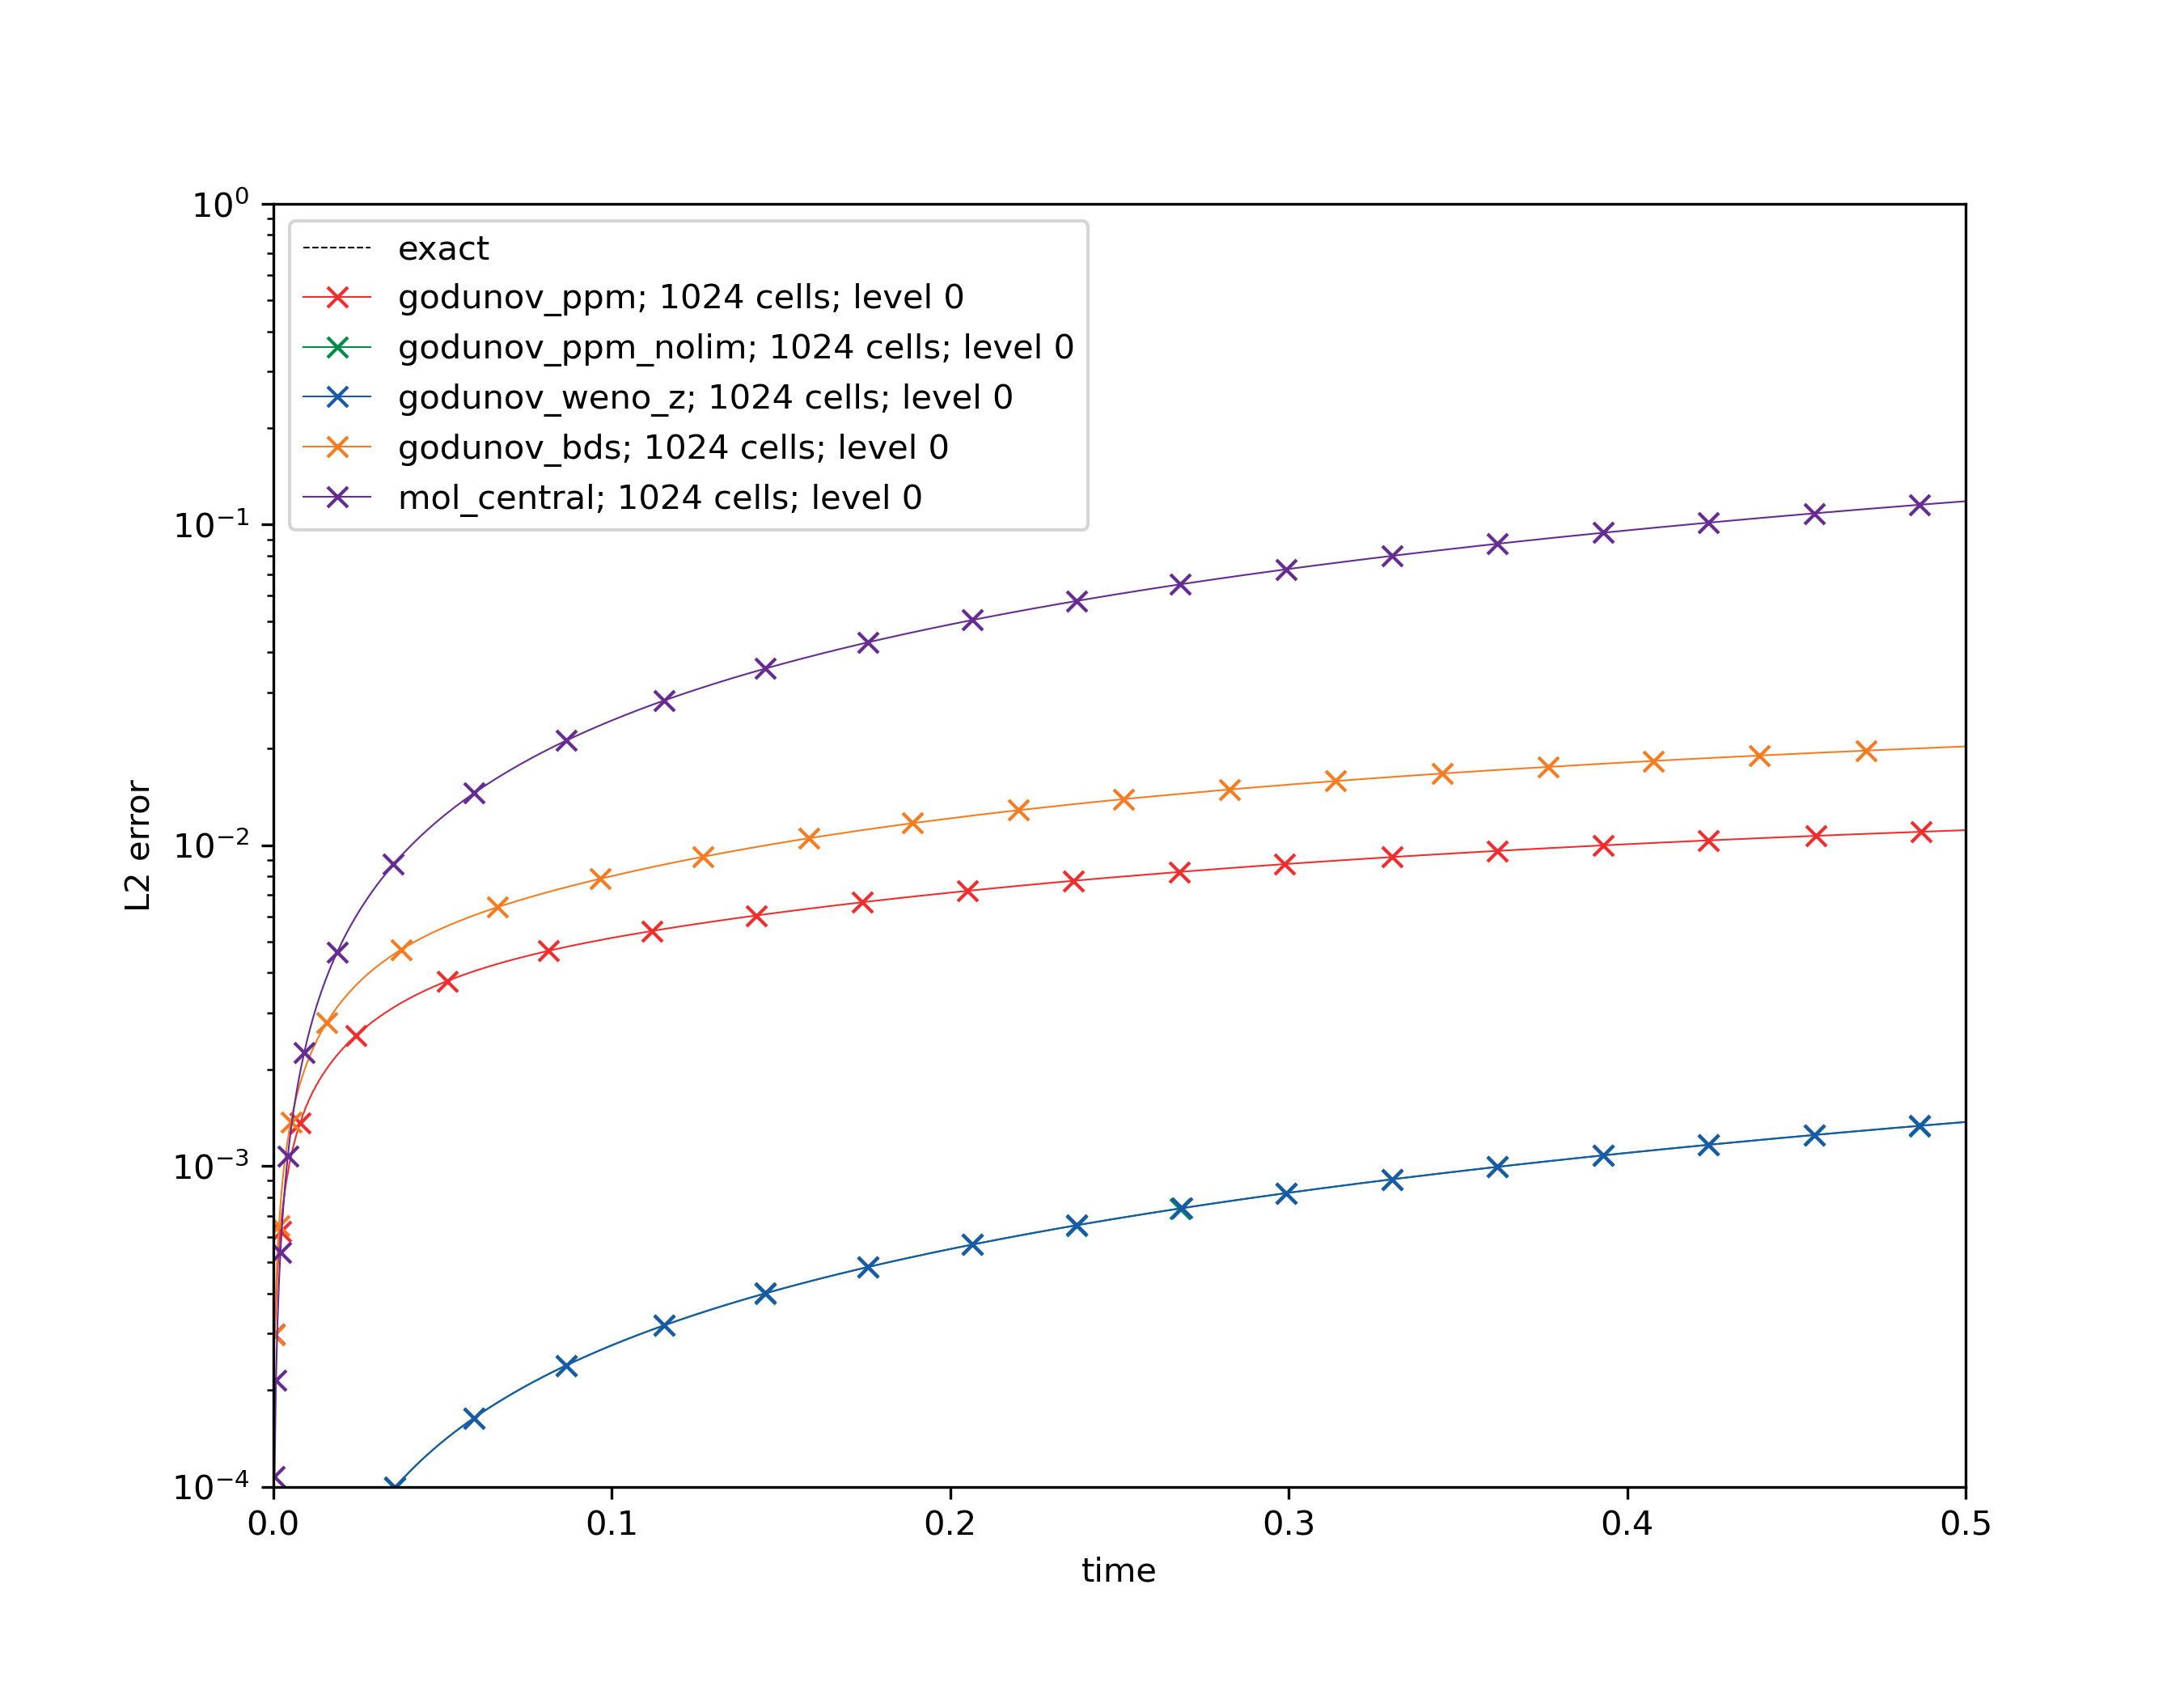 10⁰
10⁻¹
10⁻²
10⁻³
10⁻⁴
L2 error
exact
godunov_ppm; 1024 cells; level 0
godunov_ppm_nolim; 1024 cells; level 0
godunov_weno_z; 1024 cells; level 0
godunov_bds; 1024 cells; level 0
mol_central; 1024 cells; level 0
0.0 0.1 0.2 0.3 0.4 0.5
time